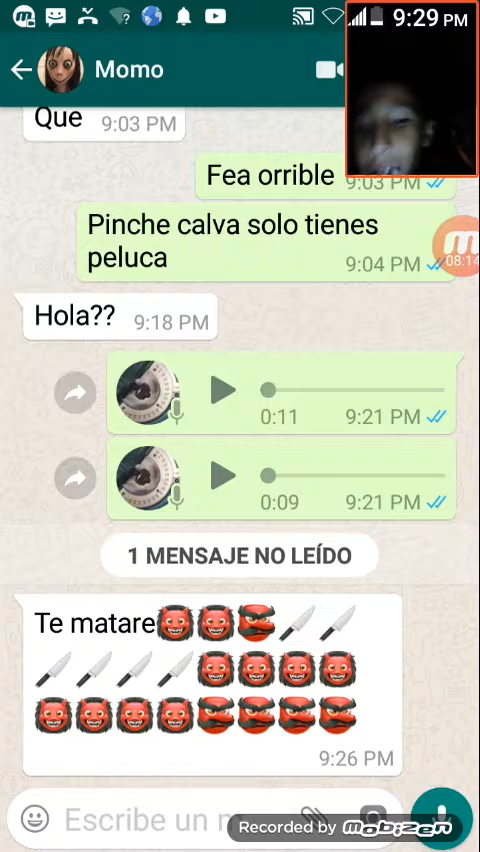 9:29 PM
Momo
Que 9:03 PM
Fea orrible 9:03 PM
Pinche calva solo tienes
peluca 9:04 PM
08:14
Hola?? 9:18 PM
0:11 9:21 PM
0:09 9:21 PM
1 MENSAJE NO LEÍDO
Te matare
9:26 PM
Escribe un m
Recorded by mobizen